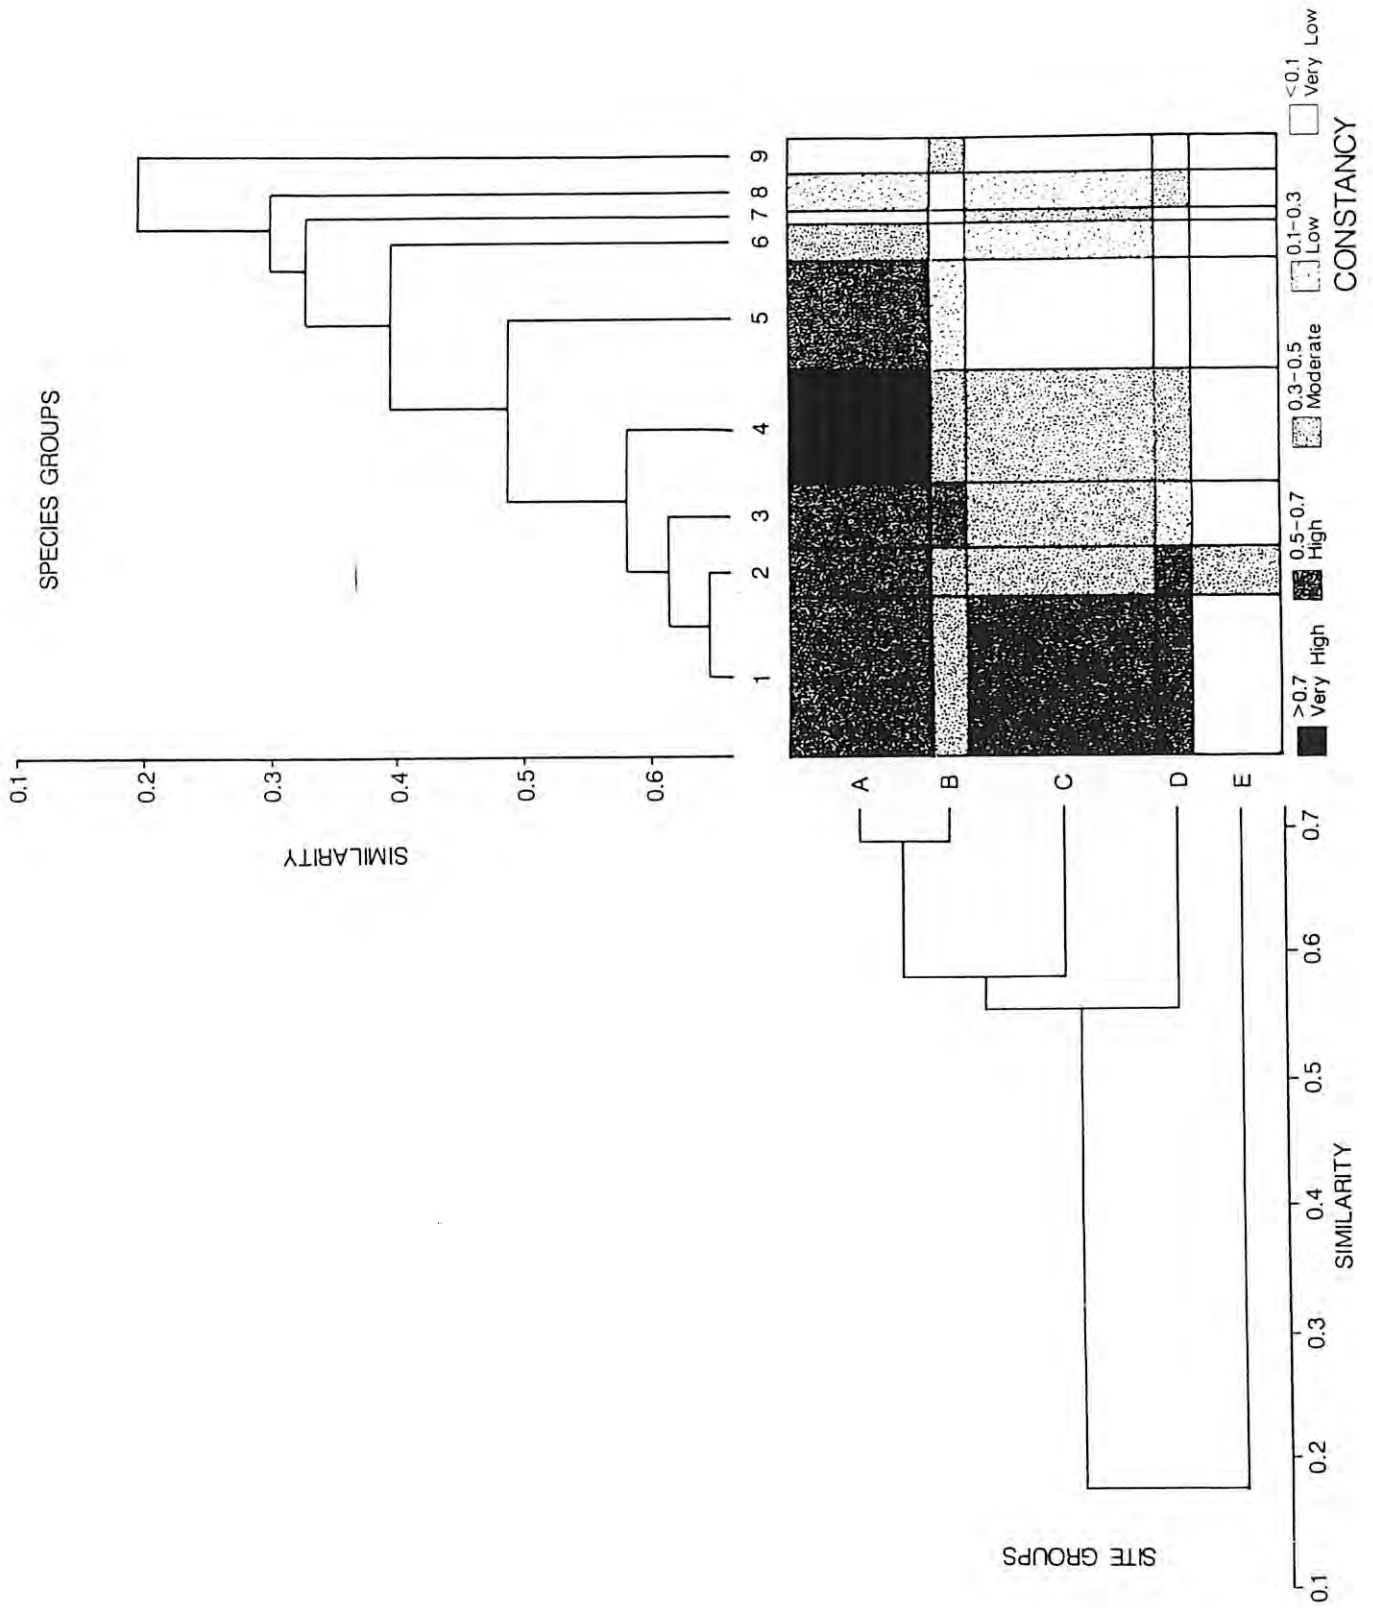 SPECIES GROUPS
0.1
0.2
0.3
0.4
0.5
0.6
SIMILARITY
1
2
3
4
5
6
7
8
9
A
B
C
D
E
0.7
0.6
0.5
0.4
0.3
0.2
0.1
SIMILARITY
SITE GROUPS
>0.7
Very High
0.5–0.7
High
0.3–0.5
Moderate
0.1–0.3
Low
<0.1
Very Low
CONSTANCY